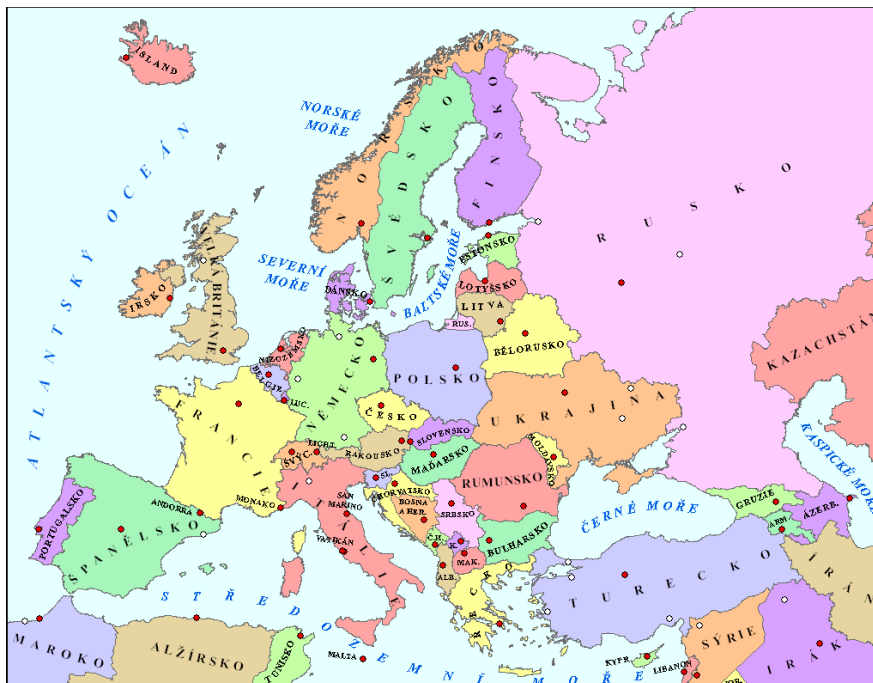 ISLAND
NORSKÉ
MOŘE
NORSKO
ŠVÉDSKO
FINSKO
RUSKO
ATLANTSKÝ OCEÁN
VELKÁ BRITÁNIE
IRSKO
SEVERNÍ
MOŘE
DÁNSKO
BALTSKÉ MOŘE
ESTONSKO
LOTYŠSKO
LITVA
RUS.
BĚLORUSKO
KAZACHSTÁN
NIZOZEMSKO
BELGIE
LUC.
NĚMECKO
POLSKO
ČESKO
UKRAJINA
FRANCIE
LICHT.
ŠVÝC.
RAKOUSKO
SLOVENSKO
MAĎARSKO
MOLDAVSKO
KASPICKÉ MOŘE
SL.
CHORVATSKO
BOSNA
A HER.
SRBSKO
RUMUNSKO
ITÁLIE
SAN
MARINO
MONAKO
ANDORRA
PORTUGALSKO
ŠPANĚLSKO
VATIKÁN
Č.H.
K.
MAK.
ALB.
BULHARSKO
ČERNÉ MOŘE
GRUZIE
ARM.
ÁZERB.
ŘECKO
TURECKO
ÍRÁN
STŘEDOZEMNÍ MOŘE
MAROKO
ALŽÍRSKO
TUNISKO
MALTA
KYPR
LIBANON
SÝRIE
IRÁK
JOR.